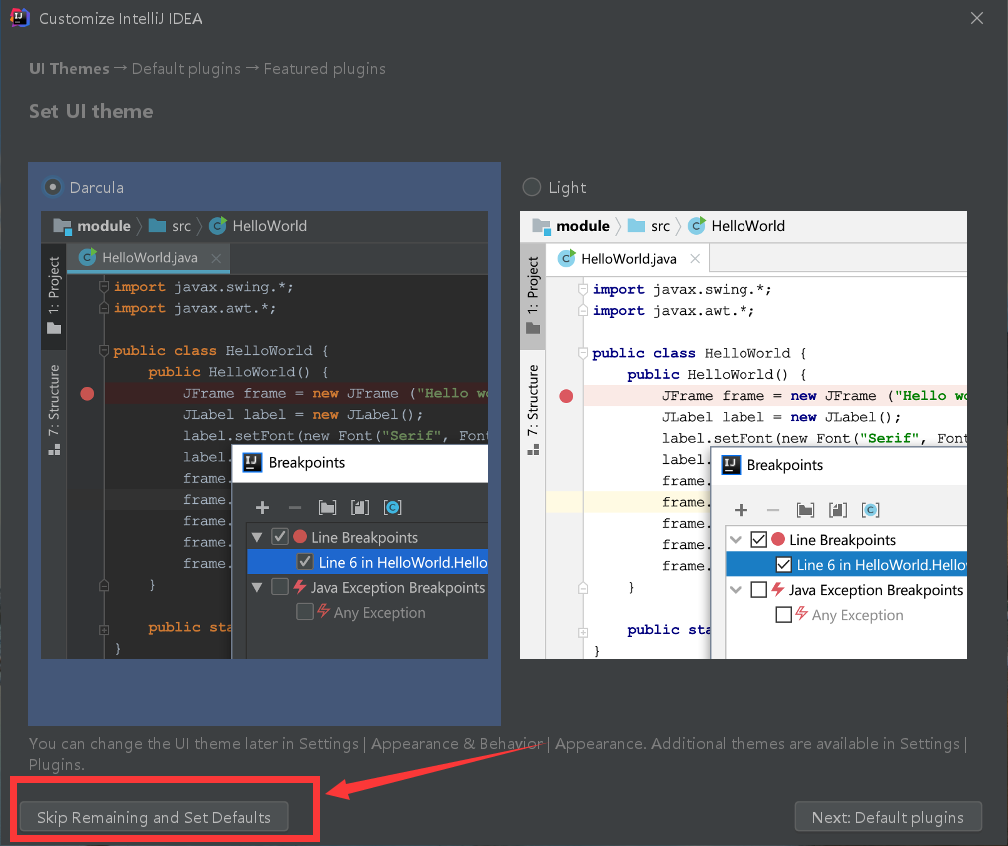 Customize IntelliJ IDEA
UI Themes → Default plugins → Featured plugins
Set UI theme
Darcula
module
src
HelloWorld
HelloWorld.java
1: Project
7: Structure
import javax.swing.*;
import javax.awt.*;
public class HelloWorld {
public HelloWorld() {
JFrame frame = new JFrame ("Hello wo
JLabel label = new JLabel();
label.setFont(new Font("Serif", Font
label.
frame.
frame.
frame.
frame.
frame.
}
public sta
}
IJ
Breakpoints
Line Breakpoints
Line 6 in HelloWorld.Hello
Java Exception Breakpoints
Any Exception
Light
module
src
HellcWorld
HelloWorld.java
1: Project
7: Structure
import javax.swing.*;
import javax.awt.*;
public class HelloWorld {
public HelloWorld() {
JFrame frame = new JFrame ("Hello wo
JLabel label = new JLabel();
label.setFont(new Font("Serif", Font
label.
frame.
frame.
frame.
frame.
frame.
}
public sta
}
IJ
Breakpoints
Line Breakpoints
Line 6 in HelloWorld.Hello
Java Exception Breakpoints
Any Exception
You can change the UI theme later in Settings | Appearance & Behavior | Appearance. Additional themes are available in Settings |
Plugins.
Skip Remaining and Set Defaults
Next: Default plugins